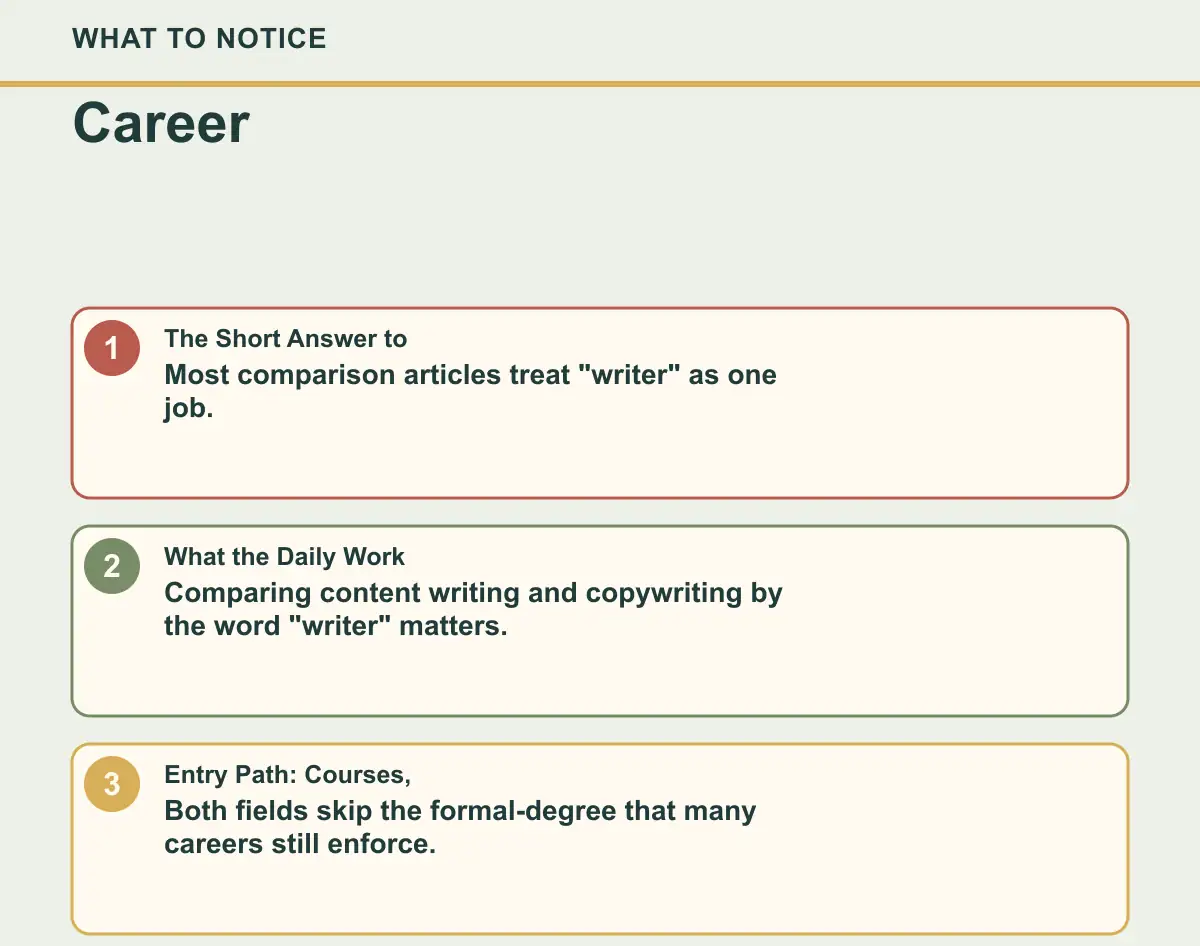 WHAT TO NOTICE
Career
1
The Short Answer to
Most comparison articles treat "writer" as one
job.
2
What the Daily Work
Comparing content writing and copywriting by
the word "writer" matters.
3
Entry Path: Courses,
Both fields skip the formal-degree that many
careers still enforce.